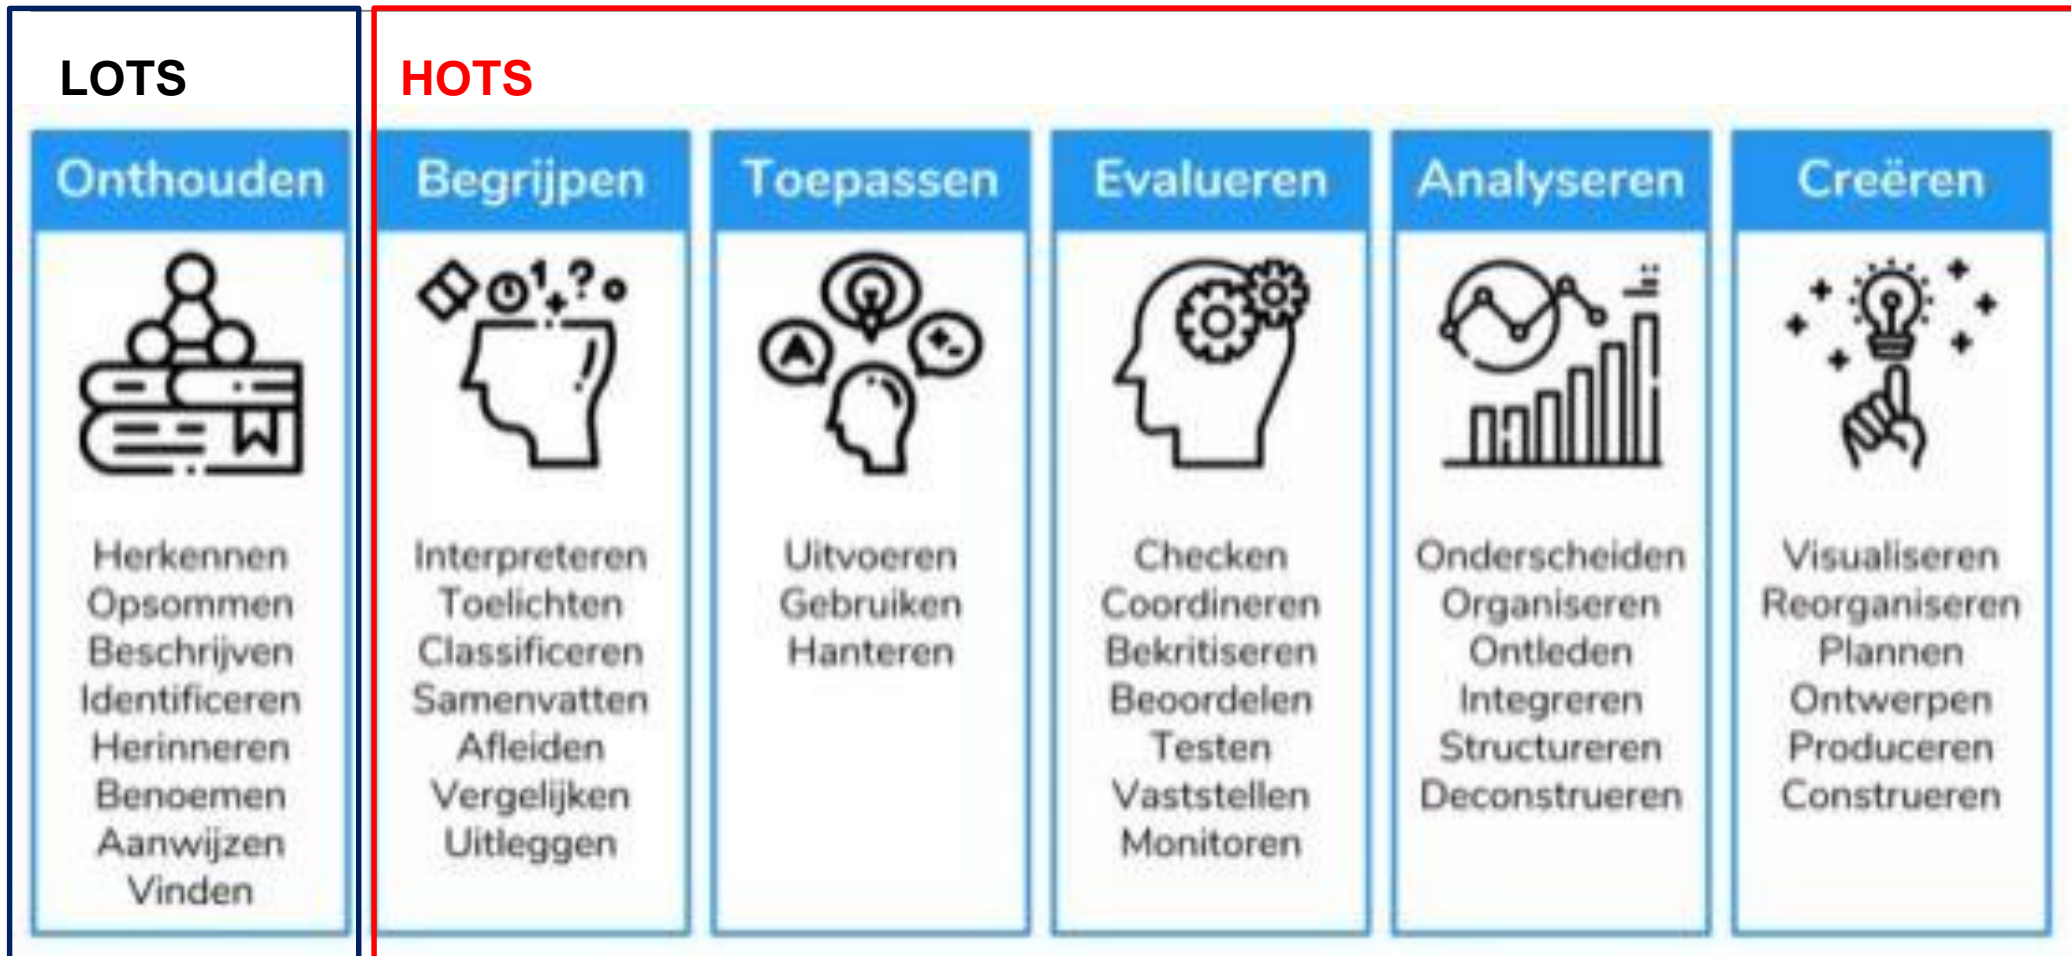 LOTS
HOTS
Onthouden
Herkennen
Opsommen
Beschrijven
Identificeren
Herinneren
Benoemen
Aanwijzen
Vinden
Begrijpen
Interpreteren
Toelichten
Classificeren
Samenvatten
Afleiden
Vergelijken
Uitleggen
Toepassen
Uitvoeren
Gebruiken
Hanteren
Evalueren
Checken
Coordineren
Bekritiseren
Beoordelen
Testen
Vaststellen
Monitoren
Analyseren
Onderscheiden
Organiseren
Ontleden
Integreren
Structureren
Deconstrueren
Creëren
Visualiseren
Reorganiseren
Plannen
Ontwerpen
Produceren
Construeren